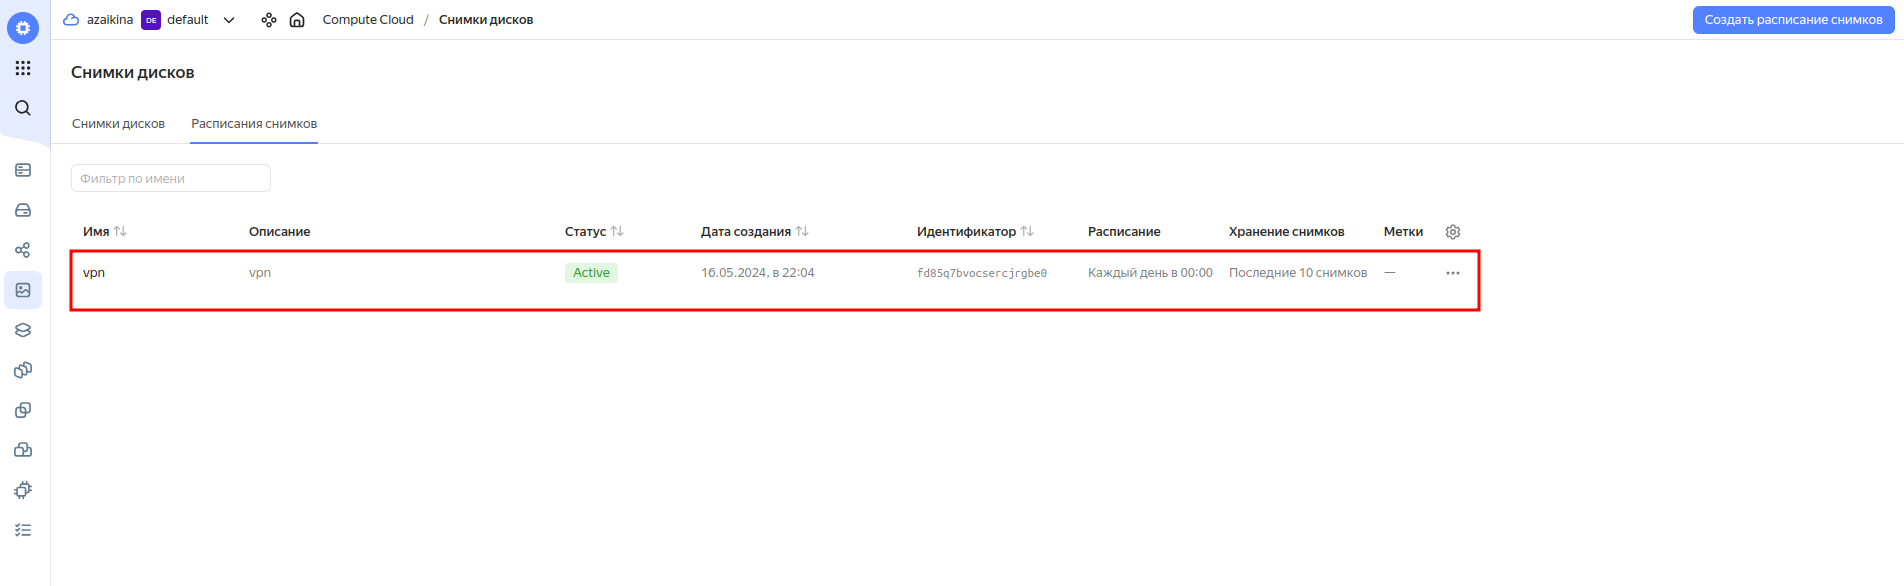 azaikina DE default Compute Cloud / Снимки дисков Создать расписание снимков
Снимки дисков
Снимки дисков Расписания снимков
Фильтр по имени
Имя Описание Статус Дата создания Идентификатор Расписание Хранение снимков Метки
vpn vpn Active 16.05.2024, в 22:04 fd85q7bvocsercjrgbe0 Каждый день в 00:00 Последние 10 снимков —